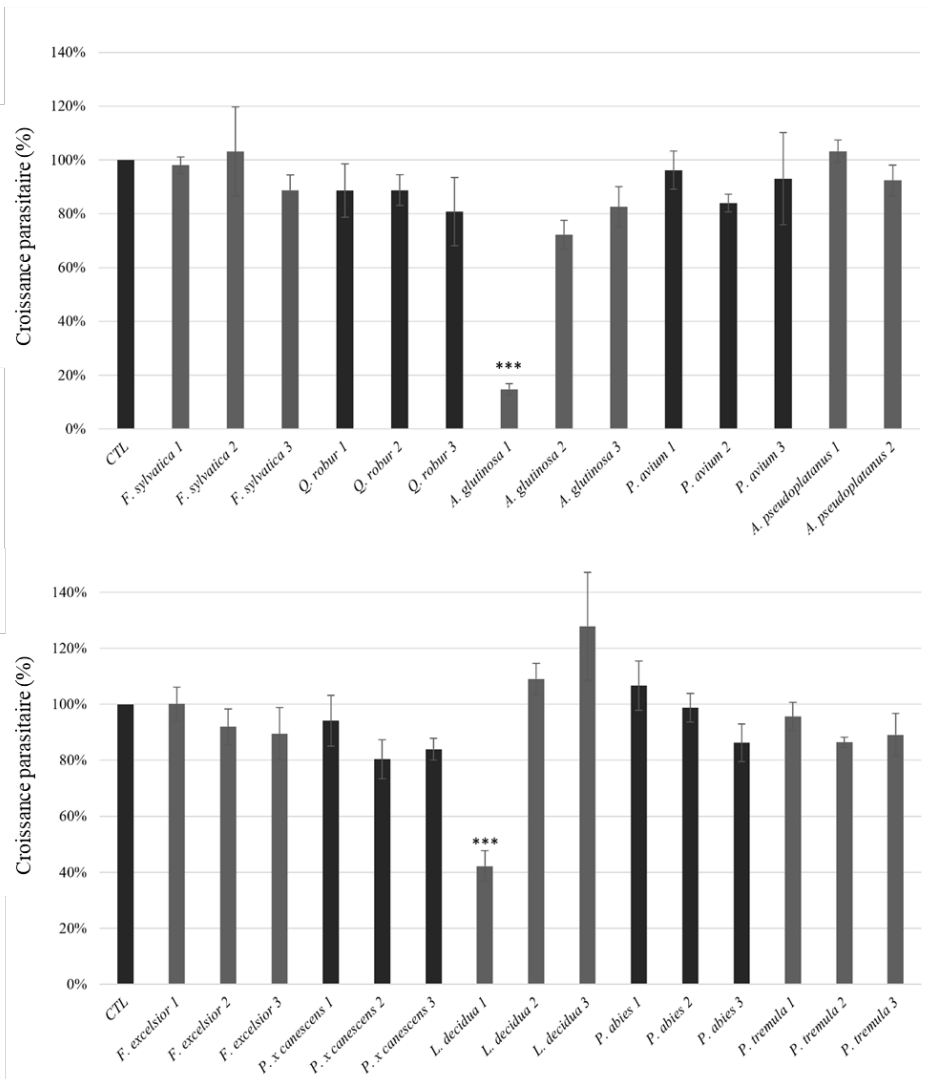 140%
120%
100%
80%
60%
40%
20%
0%
Croissance parasitaire (%)
***
CTL
F. sylvatica 1
F. sylvatica 2
F. sylvatica 3
Q. robur 1
Q. robur 2
Q. robur 3
A. glutinosa 1
A. glutinosa 2
A. glutinosa 3
P. avium 1
P. avium 2
P. avium 3
A. pseudoplatanus 1
A. pseudoplatanus 2
140%
120%
100%
80%
60%
40%
20%
0%
Croissance parasitaire (%)
***
CTL
F. excelsior 1
F. excelsior 2
F. excelsior 3
P. x canescens 1
P. x canescens 2
P. x canescens 3
L. decidua 1
L. decidua 2
L. decidua 3
P. abies 1
P. abies 2
P. abies 3
P. tremula 1
P. tremula 2
P. tremula 3